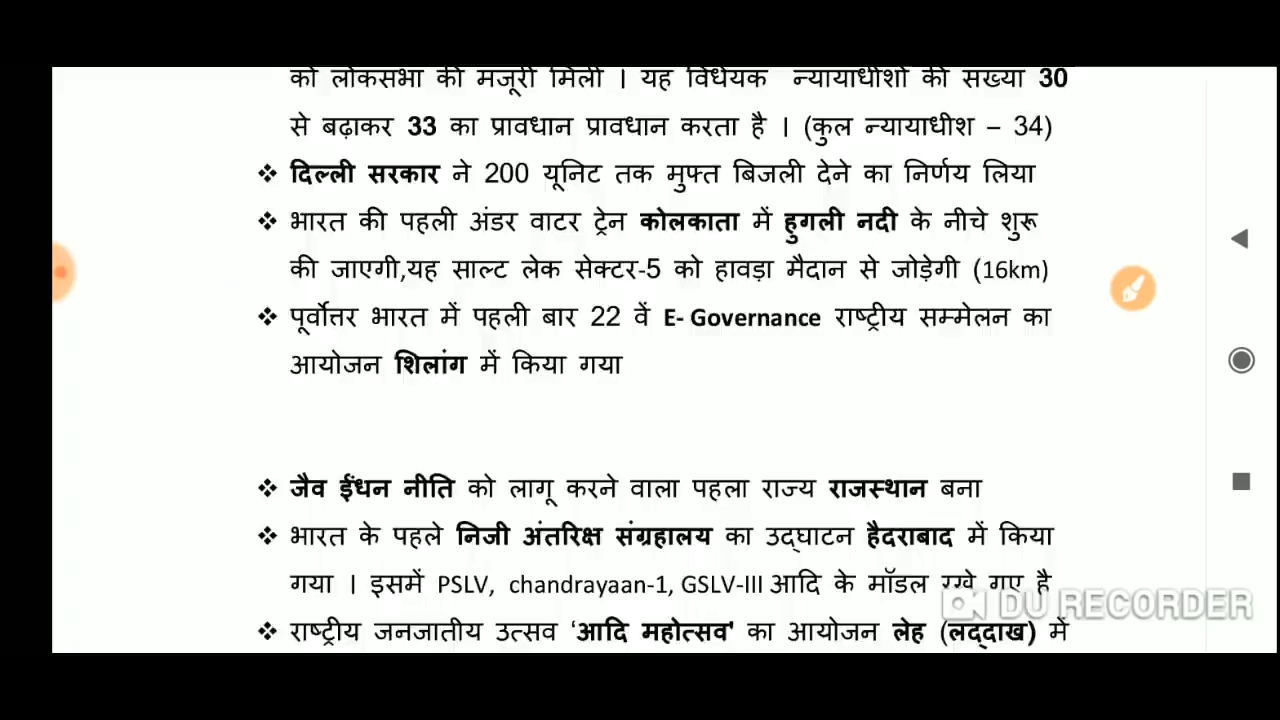 को लोकसभा की मजूरी मिली । यह विधेयक न्यायाधीशो की सख्या 30
से बढ़ाकर 33 का प्रावधान प्रावधान करता है । (कुल न्यायाधीश – 34)
❖ दिल्ली सरकार ने 200 यूनिट तक मुफ्त बिजली देने का निर्णय लिया
❖ भारत की पहली अंडर वाटर ट्रेन कोलकाता में हुगली नदी के नीचे शुरू
की जाएगी,यह साल्ट लेक सेक्टर-5 को हावड़ा मैदान से जोड़ेगी (16km)
❖ पूर्वोत्तर भारत में पहली बार 22 वें E- Governance राष्ट्रीय सम्मेलन का
आयोजन शिलांग में किया गया
❖ जैव ईंधन नीति को लागू करने वाला पहला राज्य राजस्थान बना
❖ भारत के पहले निजी अंतरिक्ष संग्रहालय का उद्घाटन हैदराबाद में किया
गया । इसमें PSLV, chandrayaan-1, GSLV-III आदि के मॉडल रखे गए है
DU RECORDER
❖ राष्ट्रीय जनजातीय उत्सव ‘आदि महोत्सव' का आयोजन लेह (लद्दाख) में